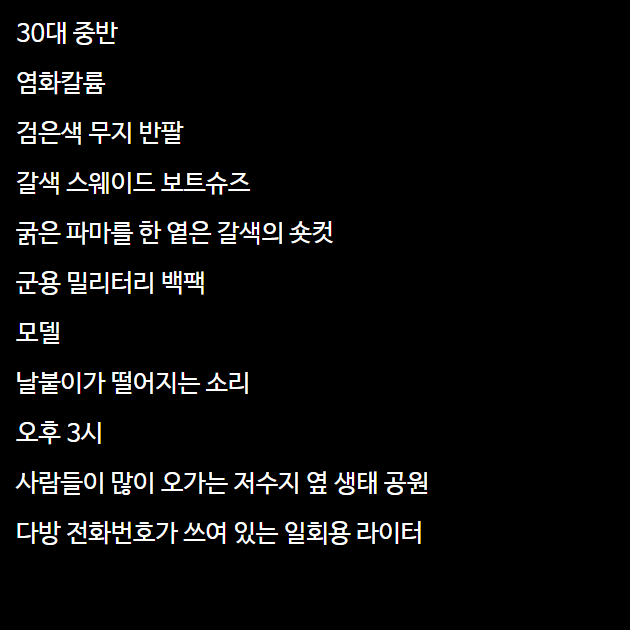 30대 중반
염화칼륨
검은색 무지 반팔
갈색 스웨이드 보트슈즈
굵은 파마를 한 옅은 갈색의 숏컷
군용 밀리터리 백팩
모델
날붙이가 떨어지는 소리
오후 3시
사람들이 많이 오가는 저수지 옆 생태 공원
다방 전화번호가 쓰여 있는 일회용 라이터